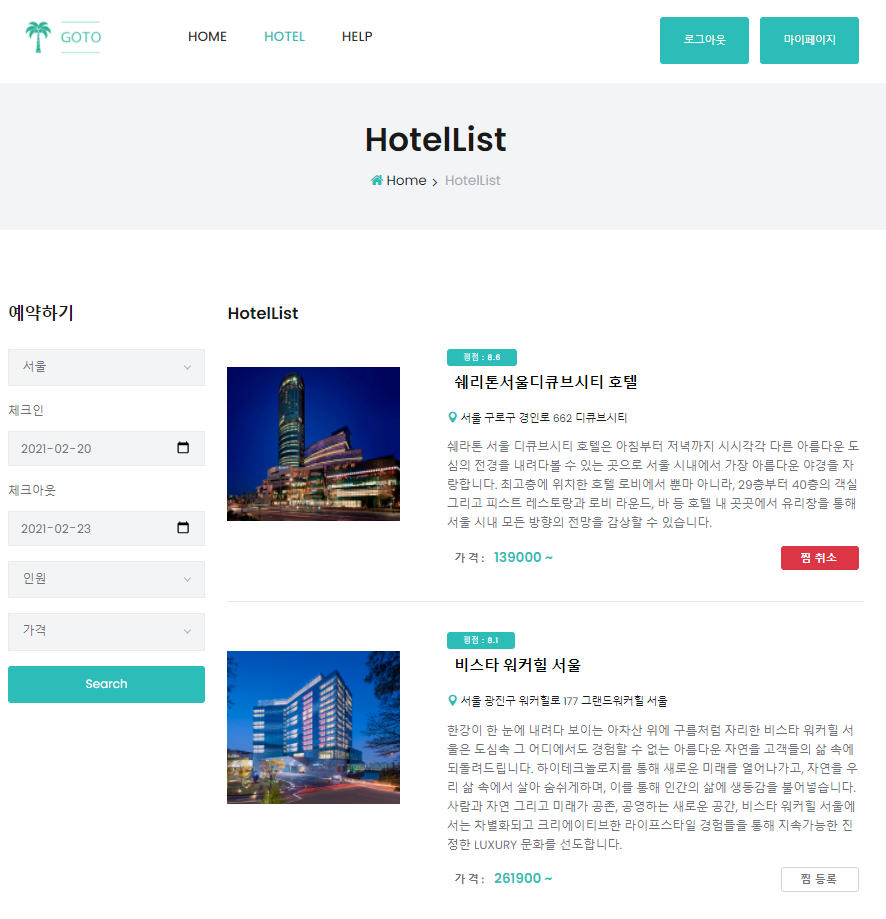 GOTO
HOME HOTEL HELP
로그아웃 마이페이지
HotelList
Home > HotelList
예약하기
서울
체크인
2021-02-20
체크아웃
2021-02-23
인원
가격
Search
HotelList
평점 : 8.6
쉐리톤서울디큐브시티 호텔
서울 구로구 경인로 662 디큐브시티
쉐라톤 서울 디큐브시티 호텔은 아침부터 저녁까지 시시각각 다른 아름다운 도
심의 전경을 내려다볼 수 있는 곳으로 서울 시내에서 가장 아름다운 야경을 자
랑합니다. 최고층에 위치한 호텔 로비에서 뿐만 아니라, 29층부터 40층의 객실
그리고 피스트 레스토랑과 로비 라운드, 바 등 호텔 내 곳곳에서 유리창을 통해
서울 시내 모든 방향의 전망을 감상할 수 있습니다.
가 격 : 139000 ~
찜 취소
평점 : 8.1
비스타 워커힐 서울
서울 광진구 워커힐로 177 그랜드워커힐 서울
한강이 한 눈에 내려다 보이는 아차산 위에 구름처럼 자리한 비스타 워커힐 서
울은 도심속 그 어디에서도 경험할 수 없는 아름다운 자연을 고객들의 삶 속에
되돌려드립니다. 하이테크놀로지를 통해 새로운 미래를 열어나가고, 자연을 우
리 삶 속에서 살아 숨쉬게하며, 이를 통해 인간의 삶에 생동감을 불어넣습니다.
사람과 자연 그리고 미래가 공존, 공영하는 새로운 공간, 비스타 워커힐 서울에
서는 차별화되고 크리에이티브한 라이프스타일 경험들을 통해 지속가능한 진
정한 LUXURY 문화를 선도합니다.
가 격 : 261900 ~
찜 등록